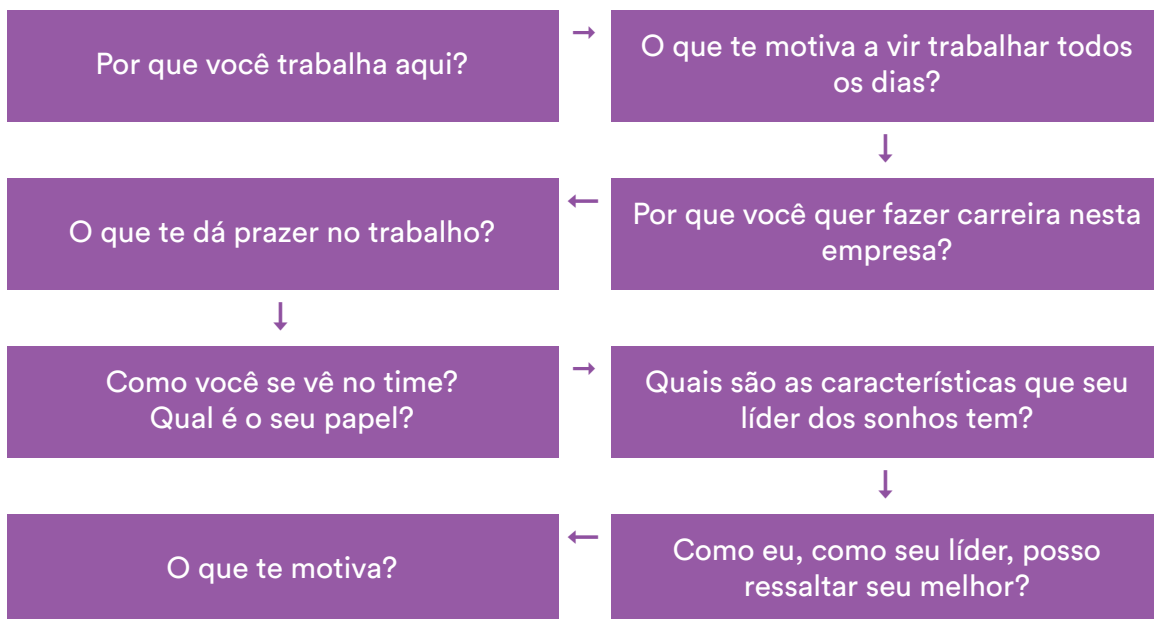 Por que você trabalha aqui?
O que te motiva a vir trabalhar todos
os dias?
Por que você quer fazer carreira nesta
empresa?
O que te dá prazer no trabalho?
Como você se vê no time?
Qual é o seu papel?
Quais são as características que seu
líder dos sonhos tem?
Como eu, como seu líder, posso
ressaltar seu melhor?
O que te motiva?